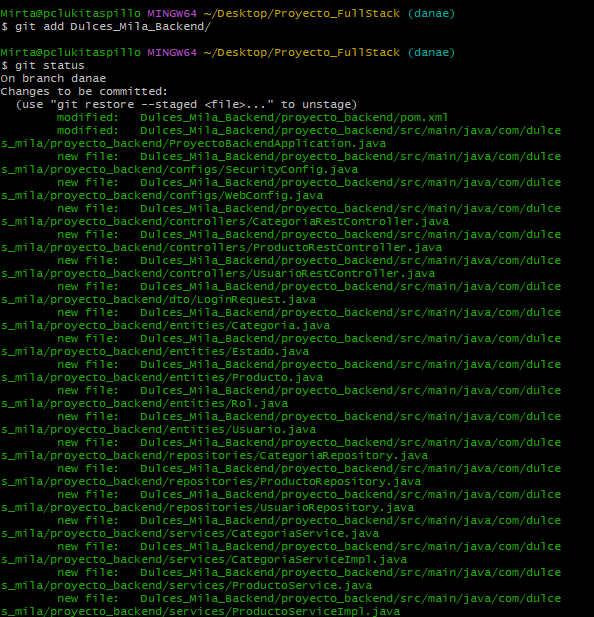 Mirta@pclukitaspillo MINGW64 ~/Desktop/Proyecto_FullStack (danae)
$ git add Dulces_Mila_Backend/
Mirta@pclukitaspillo MINGW64 ~/Desktop/Proyecto_FullStack (danae)
$ git status
On branch danae
Changes to be committed:
  (use "git restore --staged <file>..." to unstage)
        modified:   Dulces_Mila_Backend/proyecto_backend/pom.xml
        modified:   Dulces_Mila_Backend/proyecto_backend/src/main/java/com/dulce
s_mila/proyecto_backend/ProyectoBackendApplication.java
        new file:   Dulces_Mila_Backend/proyecto_backend/src/main/java/com/dulce
s_mila/proyecto_backend/configs/SecurityConfig.java
        new file:   Dulces_Mila_Backend/proyecto_backend/src/main/java/com/dulce
s_mila/proyecto_backend/configs/WebConfig.java
        new file:   Dulces_Mila_Backend/proyecto_backend/src/main/java/com/dulce
s_mila/proyecto_backend/controllers/CategoriaRestController.java
        new file:   Dulces_Mila_Backend/proyecto_backend/src/main/java/com/dulce
s_mila/proyecto_backend/controllers/ProductoRestController.java
        new file:   Dulces_Mila_Backend/proyecto_backend/src/main/java/com/dulce
s_mila/proyecto_backend/controllers/UsuarioRestController.java
        new file:   Dulces_Mila_Backend/proyecto_backend/src/main/java/com/dulce
s_mila/proyecto_backend/dto/LoginRequest.java
        new file:   Dulces_Mila_Backend/proyecto_backend/src/main/java/com/dulce
s_mila/proyecto_backend/entities/Categoria.java
        new file:   Dulces_Mila_Backend/proyecto_backend/src/main/java/com/dulce
s_mila/proyecto_backend/entities/Estado.java
        new file:   Dulces_Mila_Backend/proyecto_backend/src/main/java/com/dulce
s_mila/proyecto_backend/entities/Producto.java
        new file:   Dulces_Mila_Backend/proyecto_backend/src/main/java/com/dulce
s_mila/proyecto_backend/entities/Rol.java
        new file:   Dulces_Mila_Backend/proyecto_backend/src/main/java/com/dulce
s_mila/proyecto_backend/entities/Usuario.java
        new file:   Dulces_Mila_Backend/proyecto_backend/src/main/java/com/dulce
s_mila/proyecto_backend/repositories/CategoriaRepository.java
        new file:   Dulces_Mila_Backend/proyecto_backend/src/main/java/com/dulce
s_mila/proyecto_backend/repositories/ProductoRepository.java
        new file:   Dulces_Mila_Backend/proyecto_backend/src/main/java/com/dulce
s_mila/proyecto_backend/repositories/UsuarioRepository.java
        new file:   Dulces_Mila_Backend/proyecto_backend/src/main/java/com/dulce
s_mila/proyecto_backend/services/CategoriaService.java
        new file:   Dulces_Mila_Backend/proyecto_backend/src/main/java/com/dulce
s_mila/proyecto_backend/services/CategoriaServiceImpl.java
        new file:   Dulces_Mila_Backend/proyecto_backend/src/main/java/com/dulce
s_mila/proyecto_backend/services/ProductoService.java
        new file:   Dulces_Mila_Backend/proyecto_backend/src/main/java/com/dulce
s_mila/proyecto_backend/services/ProductoServiceImpl.java